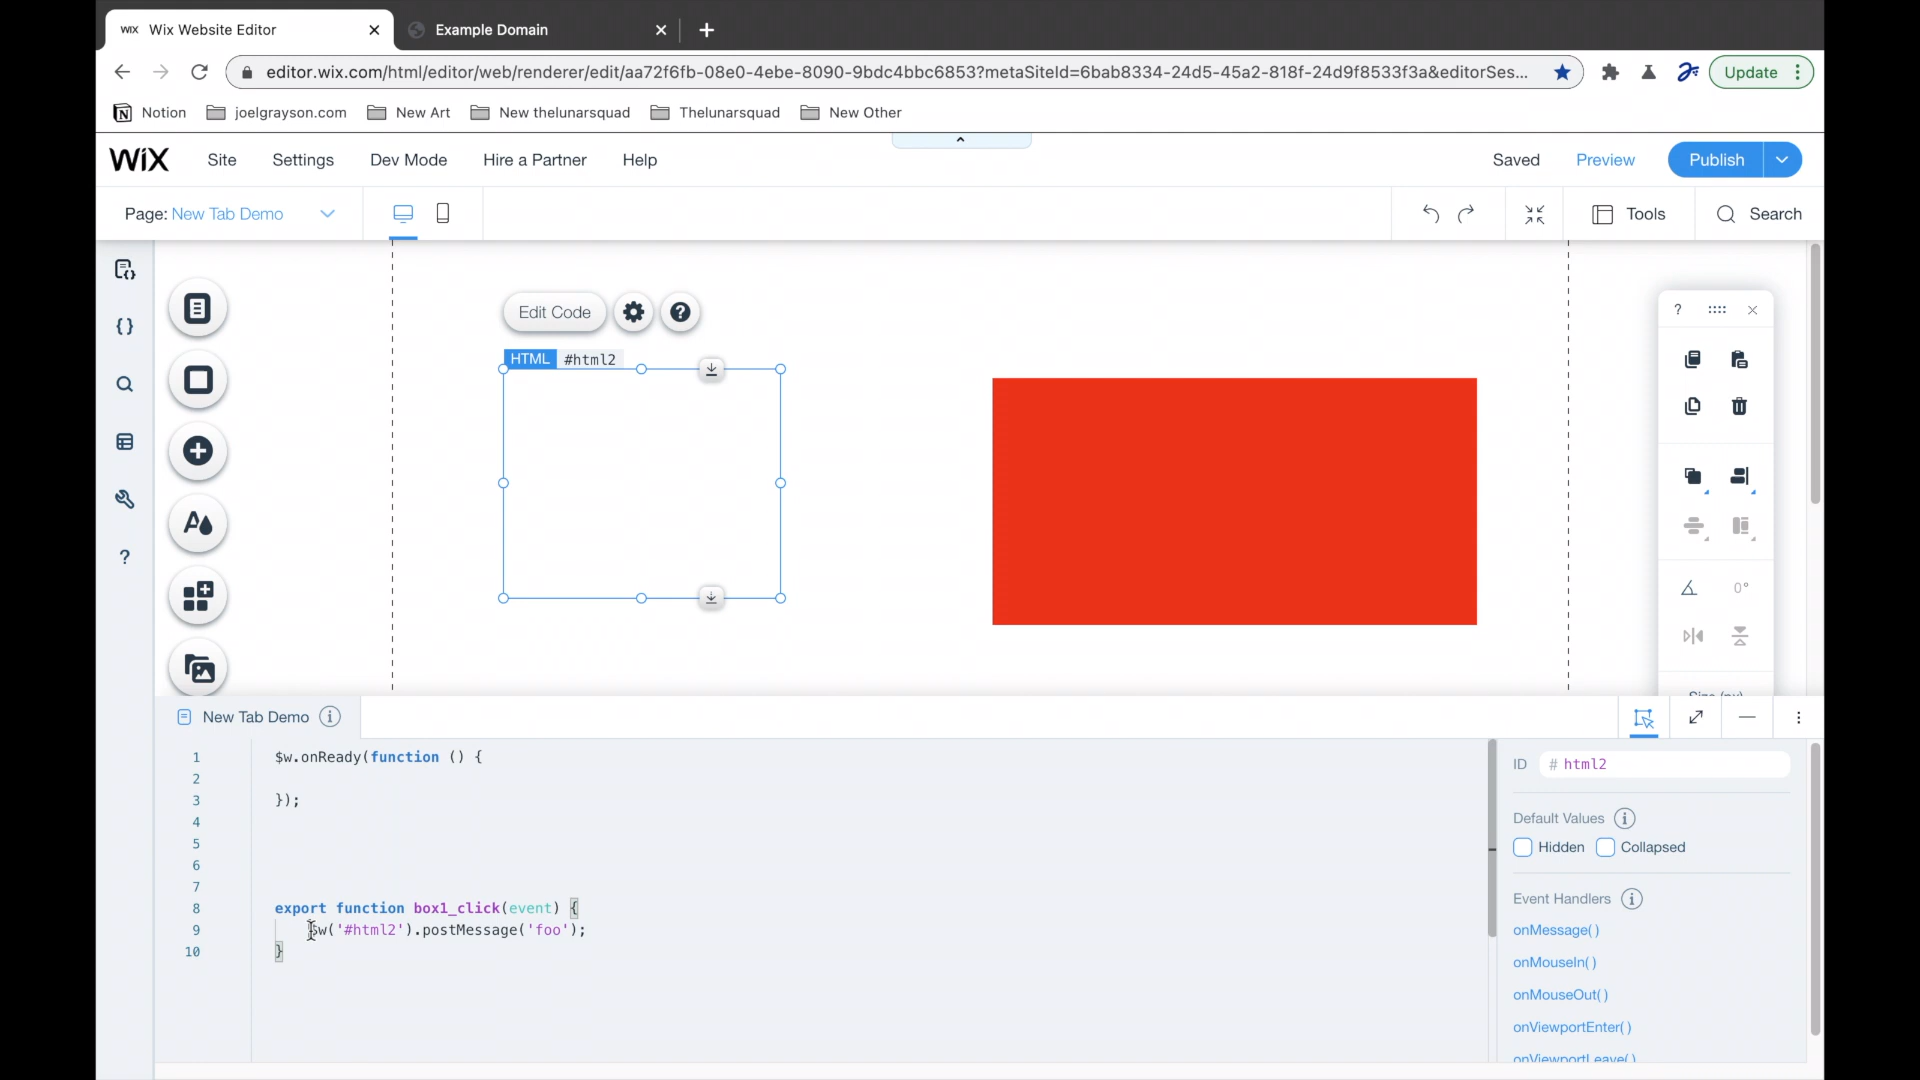 WiX Wix Website Editor
Example Domain
editor.wix.com/html/editor/web/renderer/edit/aa72f6fb-08e0-4ebe-8090-9bdc4bbc6853?metaSiteId=6bab8334-24d5-45a2-818f-24d9f8533f3a&editorSes...
Update
Notion
joelgrayson.com
New Art
New thelunarsquad
Thelunarsquad
New Other
WiX
Site
Settings
Dev Mode
Hire a Partner
Help
Saved
Preview
Publish
Page: New Tab Demo
Tools
Search
Edit Code
HTML #html2
0°
New Tab Demo
1 $w.onReady(function () {
2
3 });
4
5
6
7
8 export function box1_click(event) {
9 $w('#html2').postMessage('foo');
10 }
ID # html2
Default Values
Hidden
Collapsed
Event Handlers
onMessage()
onMouseIn()
onMouseOut()
onViewportEnter()
onViewportLeave()